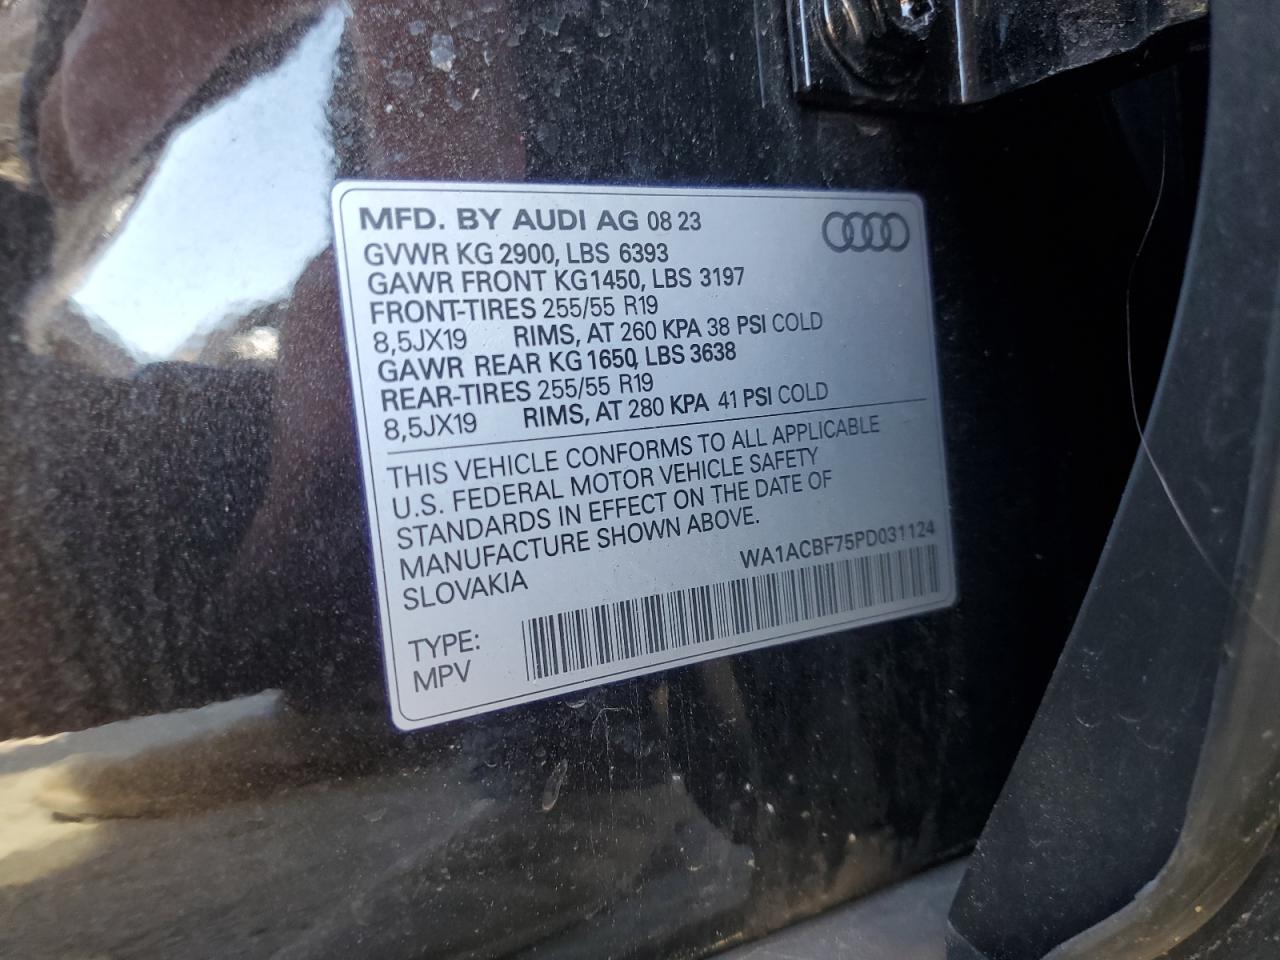 MFD. BY AUDI AG 08 23
GVWR KG 2900, LBS 6393
GAWR FRONT KG1450, LBS 3197
FRONT-TIRES 255/55 R19
8,5JX19 RIMS, AT 260 KPA 38 PSI COLD
GAWR REAR KG 1650, LBS 3638
REAR-TIRES 255/55 R19
8,5JX19 RIMS, AT 280 KPA 41 PSI COLD
THIS VEHICLE CONFORMS TO ALL APPLICABLE
U.S. FEDERAL MOTOR VEHICLE SAFETY
STANDARDS IN EFFECT ON THE DATE OF
MANUFACTURE SHOWN ABOVE.
SLOVAKIA
WA1ACBF75PD031124
TYPE:
MPV